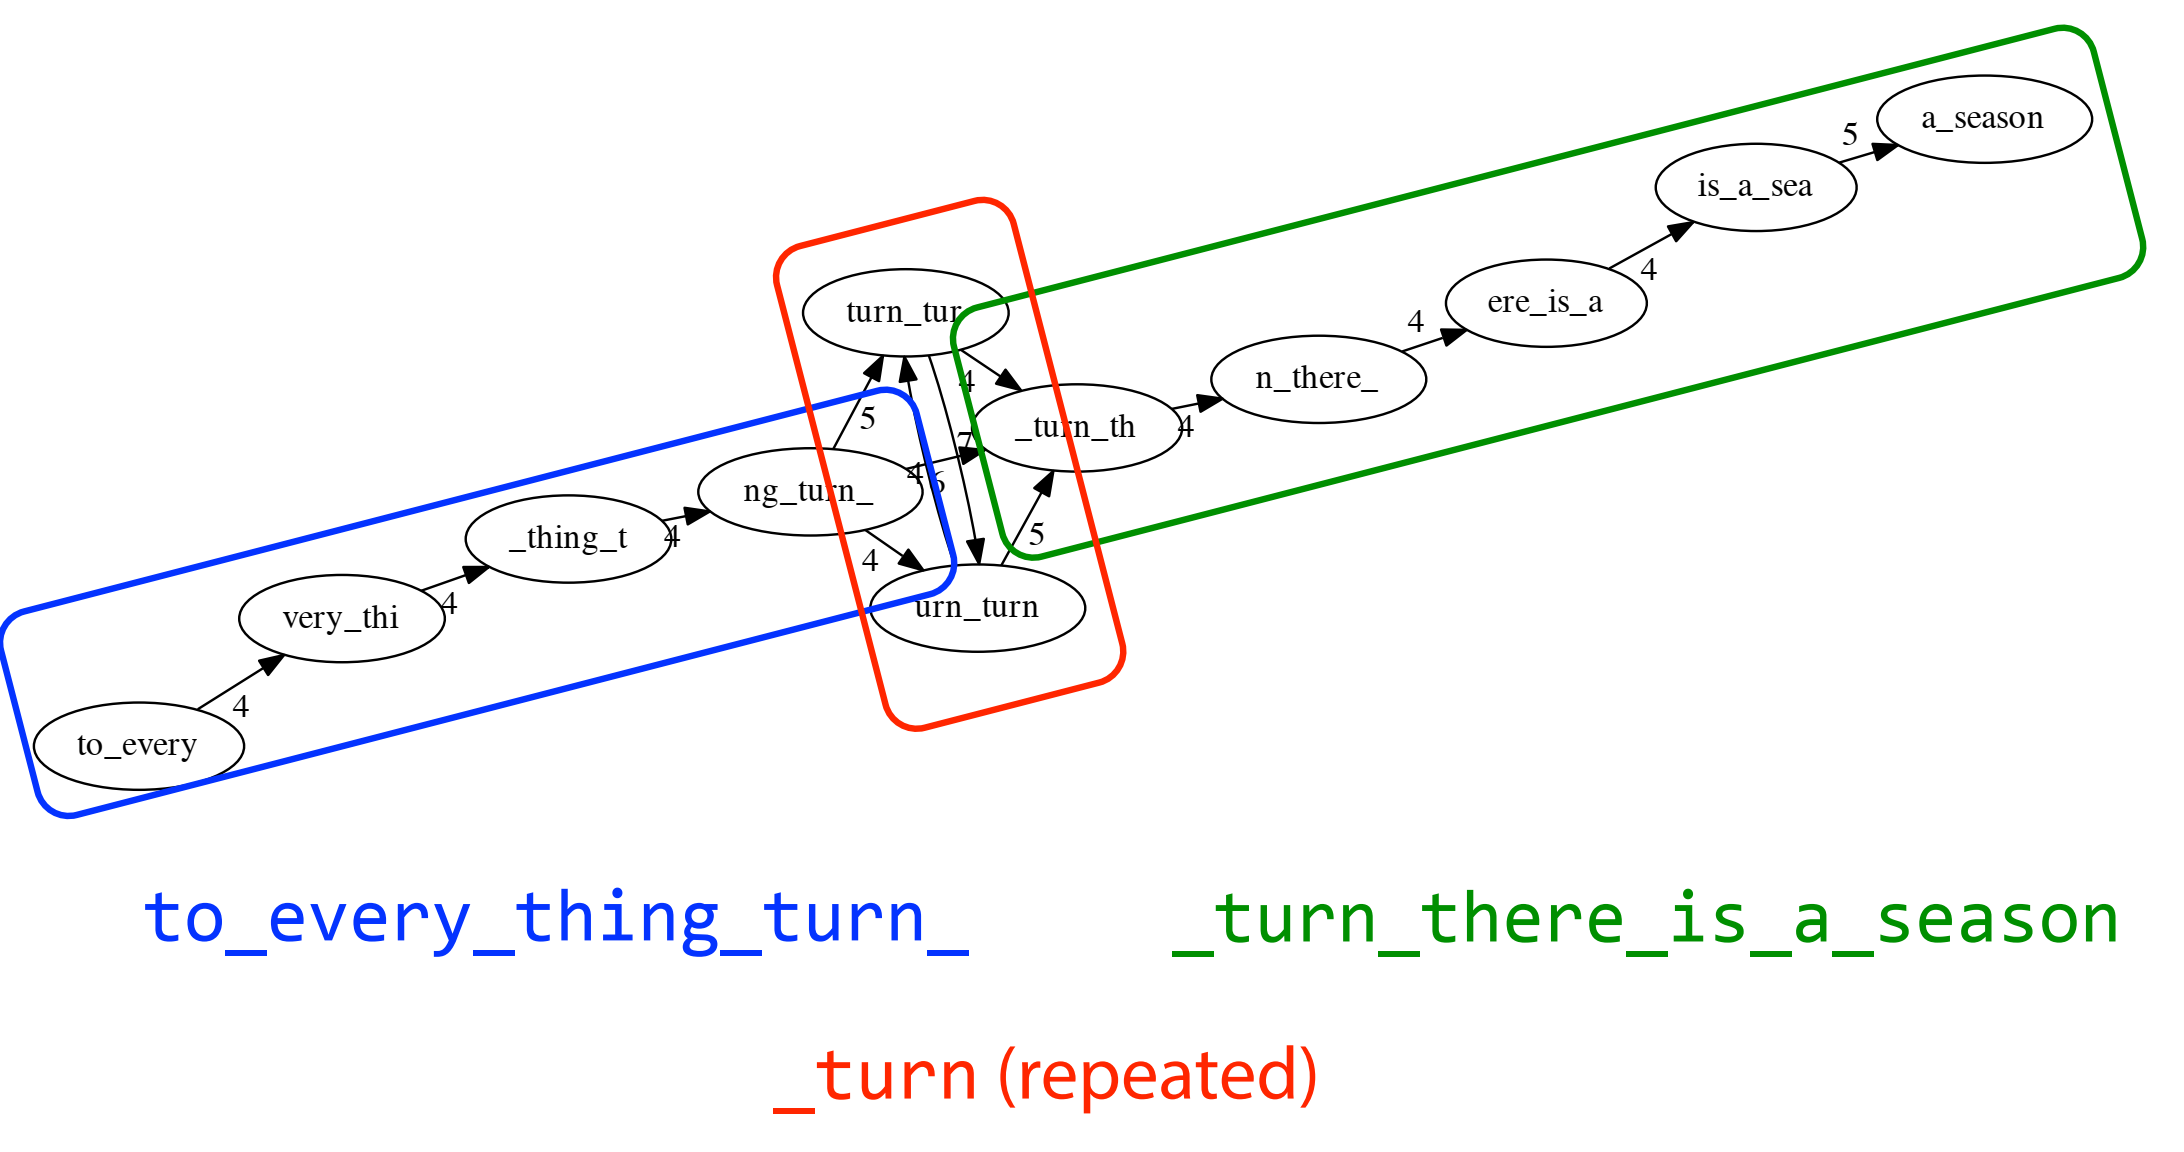 a_season
5
is_a_sea
4
ere_is_a
4
n_there_
4
turn_tur
4
_turn_th
5
7
4
6
ng_turn_
5
4
urn_turn
4
_thing_t
4
very_thi
4
to_every
to_every_thing_turn_
_turn_there_is_a_season
_turn (repeated)